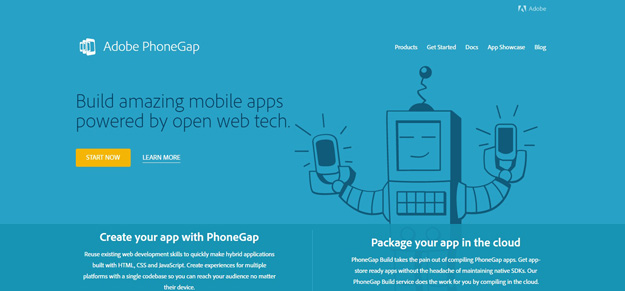 Adobe
Adobe PhoneGap
Products Get Started Docs App Showcase Blog
Build amazing mobile apps
powered by open web tech.
START NOW LEARN MORE
Create your app with PhoneGap
Reuse existing web development skills to quickly make hybrid applications
built with HTML, CSS and JavaScript. Create experiences for multiple
platforms with a single codebase so you can reach your audience no matter
their device.
Package your app in the cloud
PhoneGap Build takes the pain out of compiling PhoneGap apps. Get app-
store ready apps without the headache of maintaining native SDKs. Our
PhoneGap Build service does the work for you by compiling in the cloud.